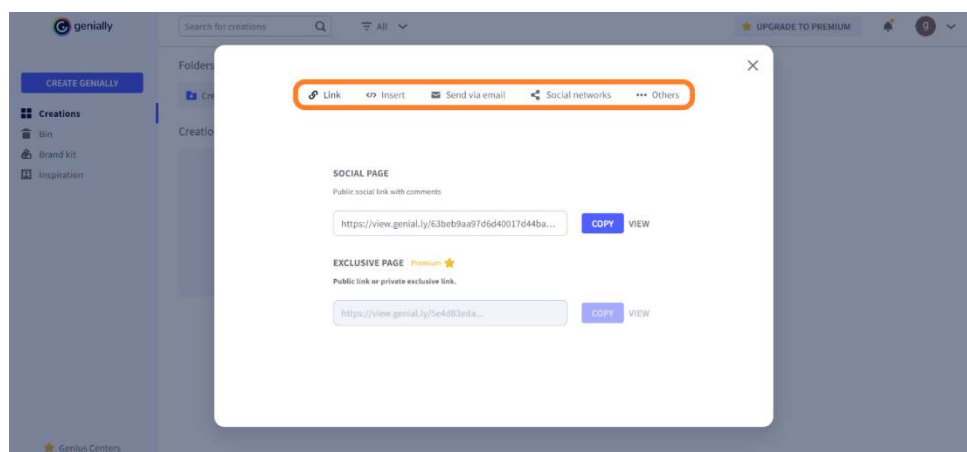 genially
Search for creations
All
UPGRADE TO PREMIUM
g
CREATE GENIALLY
Creations
Bin
Brand kit
Inspiration
Genius Centers
Folders
Cre
Creatio
Link Insert Send via email Social networks Others
SOCIAL PAGE
Public social link with comments
https://view.genial.ly/63beb9aa97d6d40017d44ba... COPY VIEW
EXCLUSIVE PAGE Premium
Public link or private exclusive link.
https://view.genial.ly/5e4d83eda... COPY VIEW